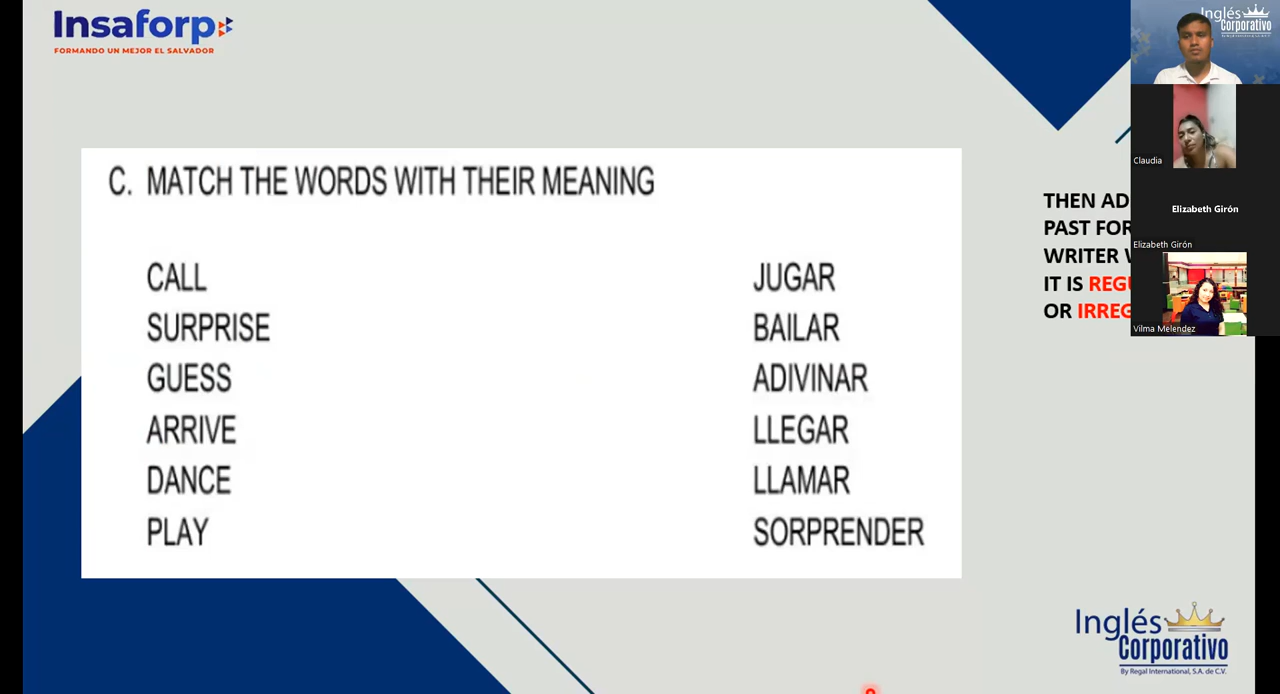 Insaforp
FORMANDO UN MEJOR EL SALVADOR
C. MATCH THE WORDS WITH THEIR MEANING
CALL
SURPRISE
GUESS
ARRIVE
DANCE
PLAY
JUGAR
BAILAR
ADIVINAR
LLEGAR
LLAMAR
SORPRENDER
THEN
PAST
WRITER
IT IS
OR
Inglés
Corporativo
Claudia
Elizabeth Girón
Elizabeth Girón
Vilma Melendez
Inglés
Corporativo
By Regal International, S.A. de C.V.